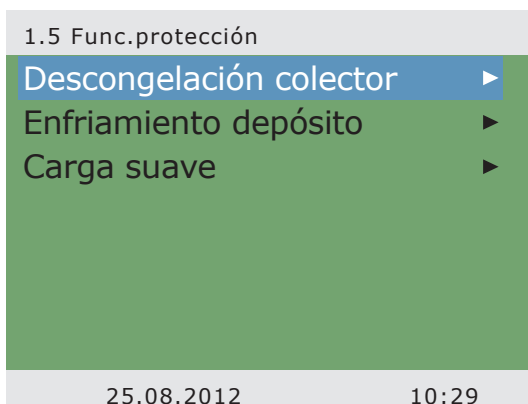 1.5 Func.protección
Descongelación colector
Enfriamiento depósito
Carga suave
25.08.2012 10:29